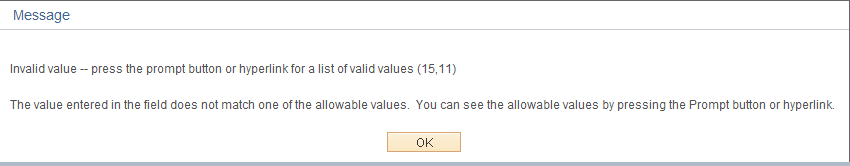 Message
Invalid value -- press the prompt button or hyperlink for a list of valid values (15,11)
The value entered in the field does not match one of the allowable values.  You can see the allowable values by pressing the Prompt button or hyperlink.
OK